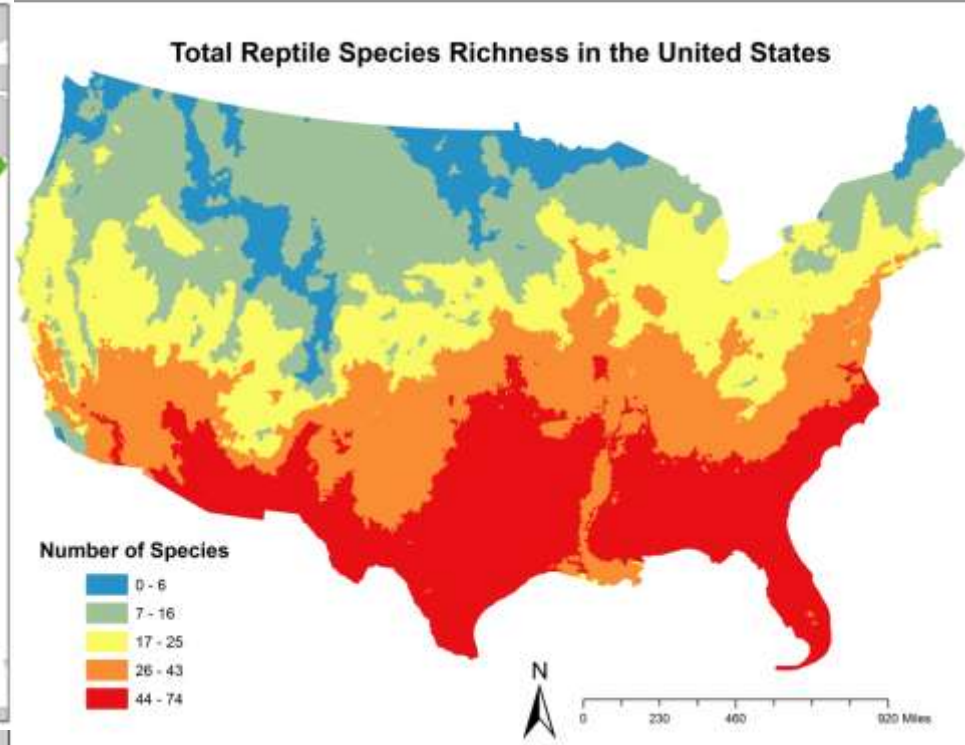 Total Reptile Species Richness in the United States
Number of Species
0 - 6
7 - 16
17 - 25
26 - 43
44 - 74
N
0 230 460 920 Miles